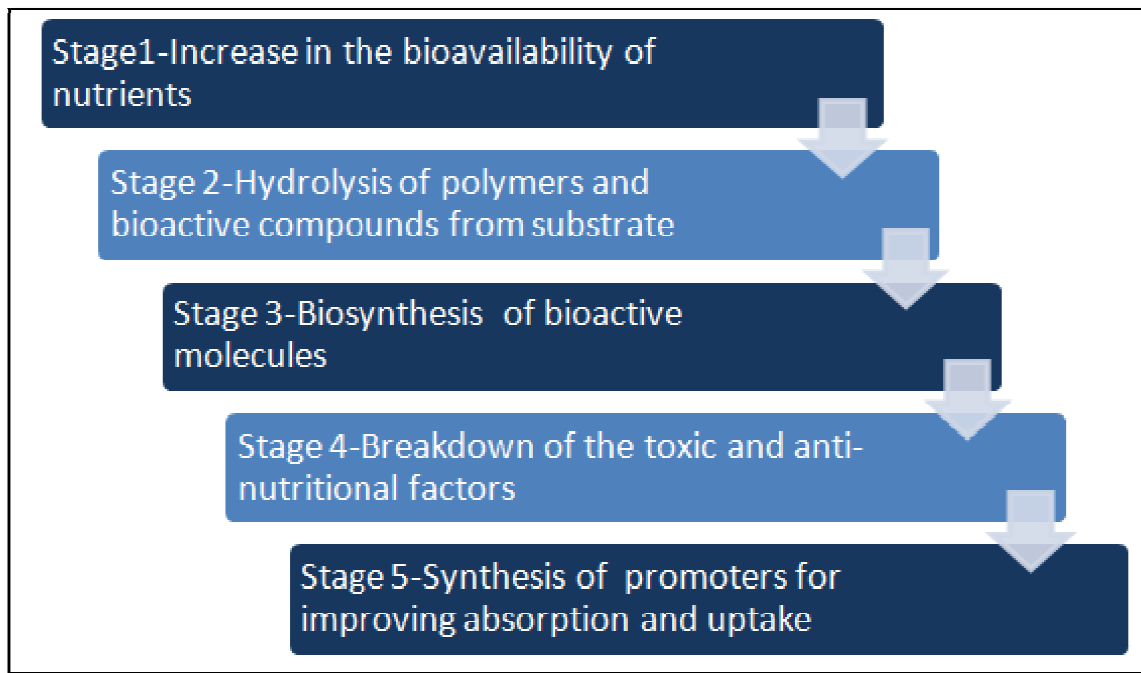 Stage1-Increase in the bioavailability of
nutrients
Stage 2-Hydrolysis of polymers and
bioactive compounds from substrate
Stage 3-Biosynthesis of bioactive
molecules
Stage 4-Breakdown of the toxic and anti-
nutritional factors
Stage 5-Synthesis of promoters for
improving absorption and uptake